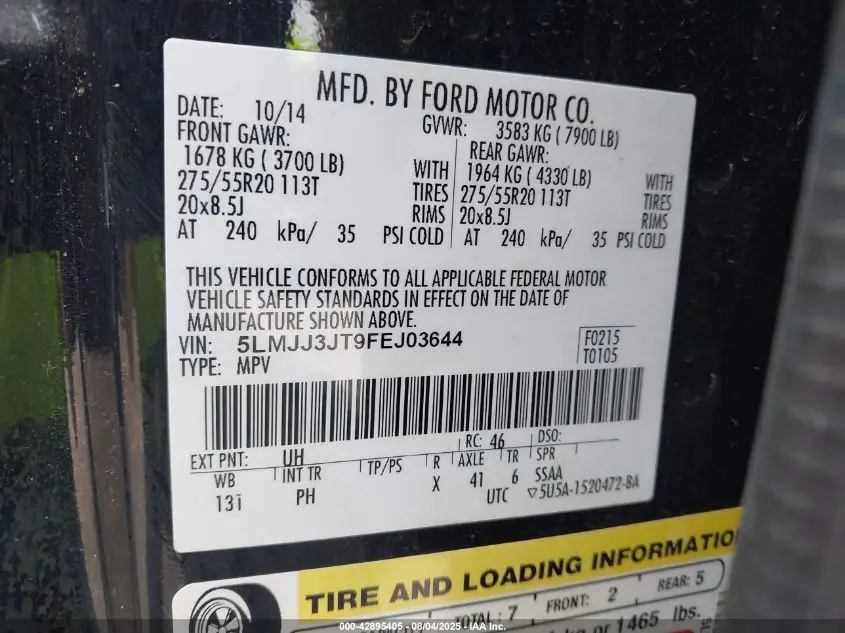 MFD. BY FORD MOTOR CO.
DATE: 10/14 GVWR: 3583 KG ( 7900 LB)
FRONT GAWR: REAR GAWR:
1678 KG ( 3700 LB) WITH 1964 KG ( 4330 LB) WITH
275/55R20 113T TIRES 275/55R20 113T TIRES
20x8.5J RIMS 20x8.5J RIMS
AT 240 kPa/ 35 PSI COLD AT 240 kPa/ 35 PSI COLD
THIS VEHICLE CONFORMS TO ALL APPLICABLE FEDERAL MOTOR
VEHICLE SAFETY STANDARDS IN EFFECT ON THE DATE OF
MANUFACTURE SHOWN ABOVE.
VIN: 5LMJJ3JT9FEJ03644 F0215
TYPE: MPV T0105
EXT PNT: UH RC: 46 DSO:
WB INT TR TP/PS R AXLE TR SPR
131 PH X 41 6 SSAA
UTC ▽5U5A-1520472-BA
TIRE AND LOADING INFORMATIO
TOTAL: 7 FRONT: 2 REAR: 5
kg or 1465 lbs.
000-42895405 - 08/04/2025 - IAA Inc.